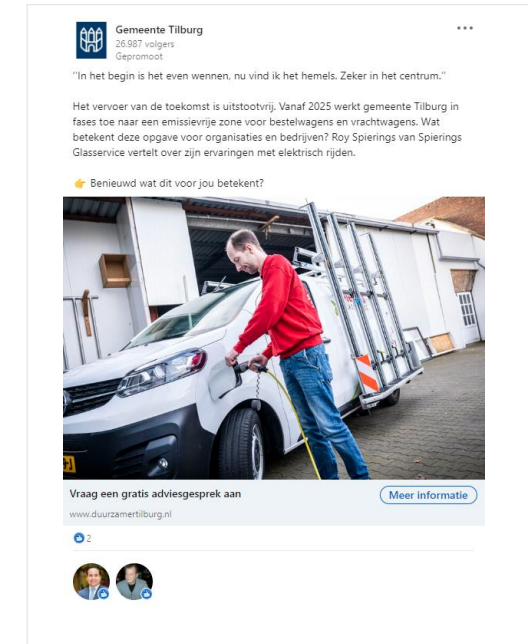 Gemeente Tilburg
26.987 volgers
Gepromoot
"In het begin is het even wennen, nu vind ik het hemels. Zeker in het centrum."
Het vervoer van de toekomst is uitstootvrij. Vanaf 2025 werkt gemeente Tilburg in
fases toe naar een emissievrije zone voor bestelwagens en vrachtwagens. Wat
betekent deze opgave voor organisaties en bedrijven? Roy Spierings van Spierings
Glasservice vertelt over zijn ervaringen met elektrisch rijden.
👉 Benieuwd wat dit voor jou betekent?
Vraag een gratis adviesgesprek aan
Meer informatie
www.duurzamertilburg.nl
2